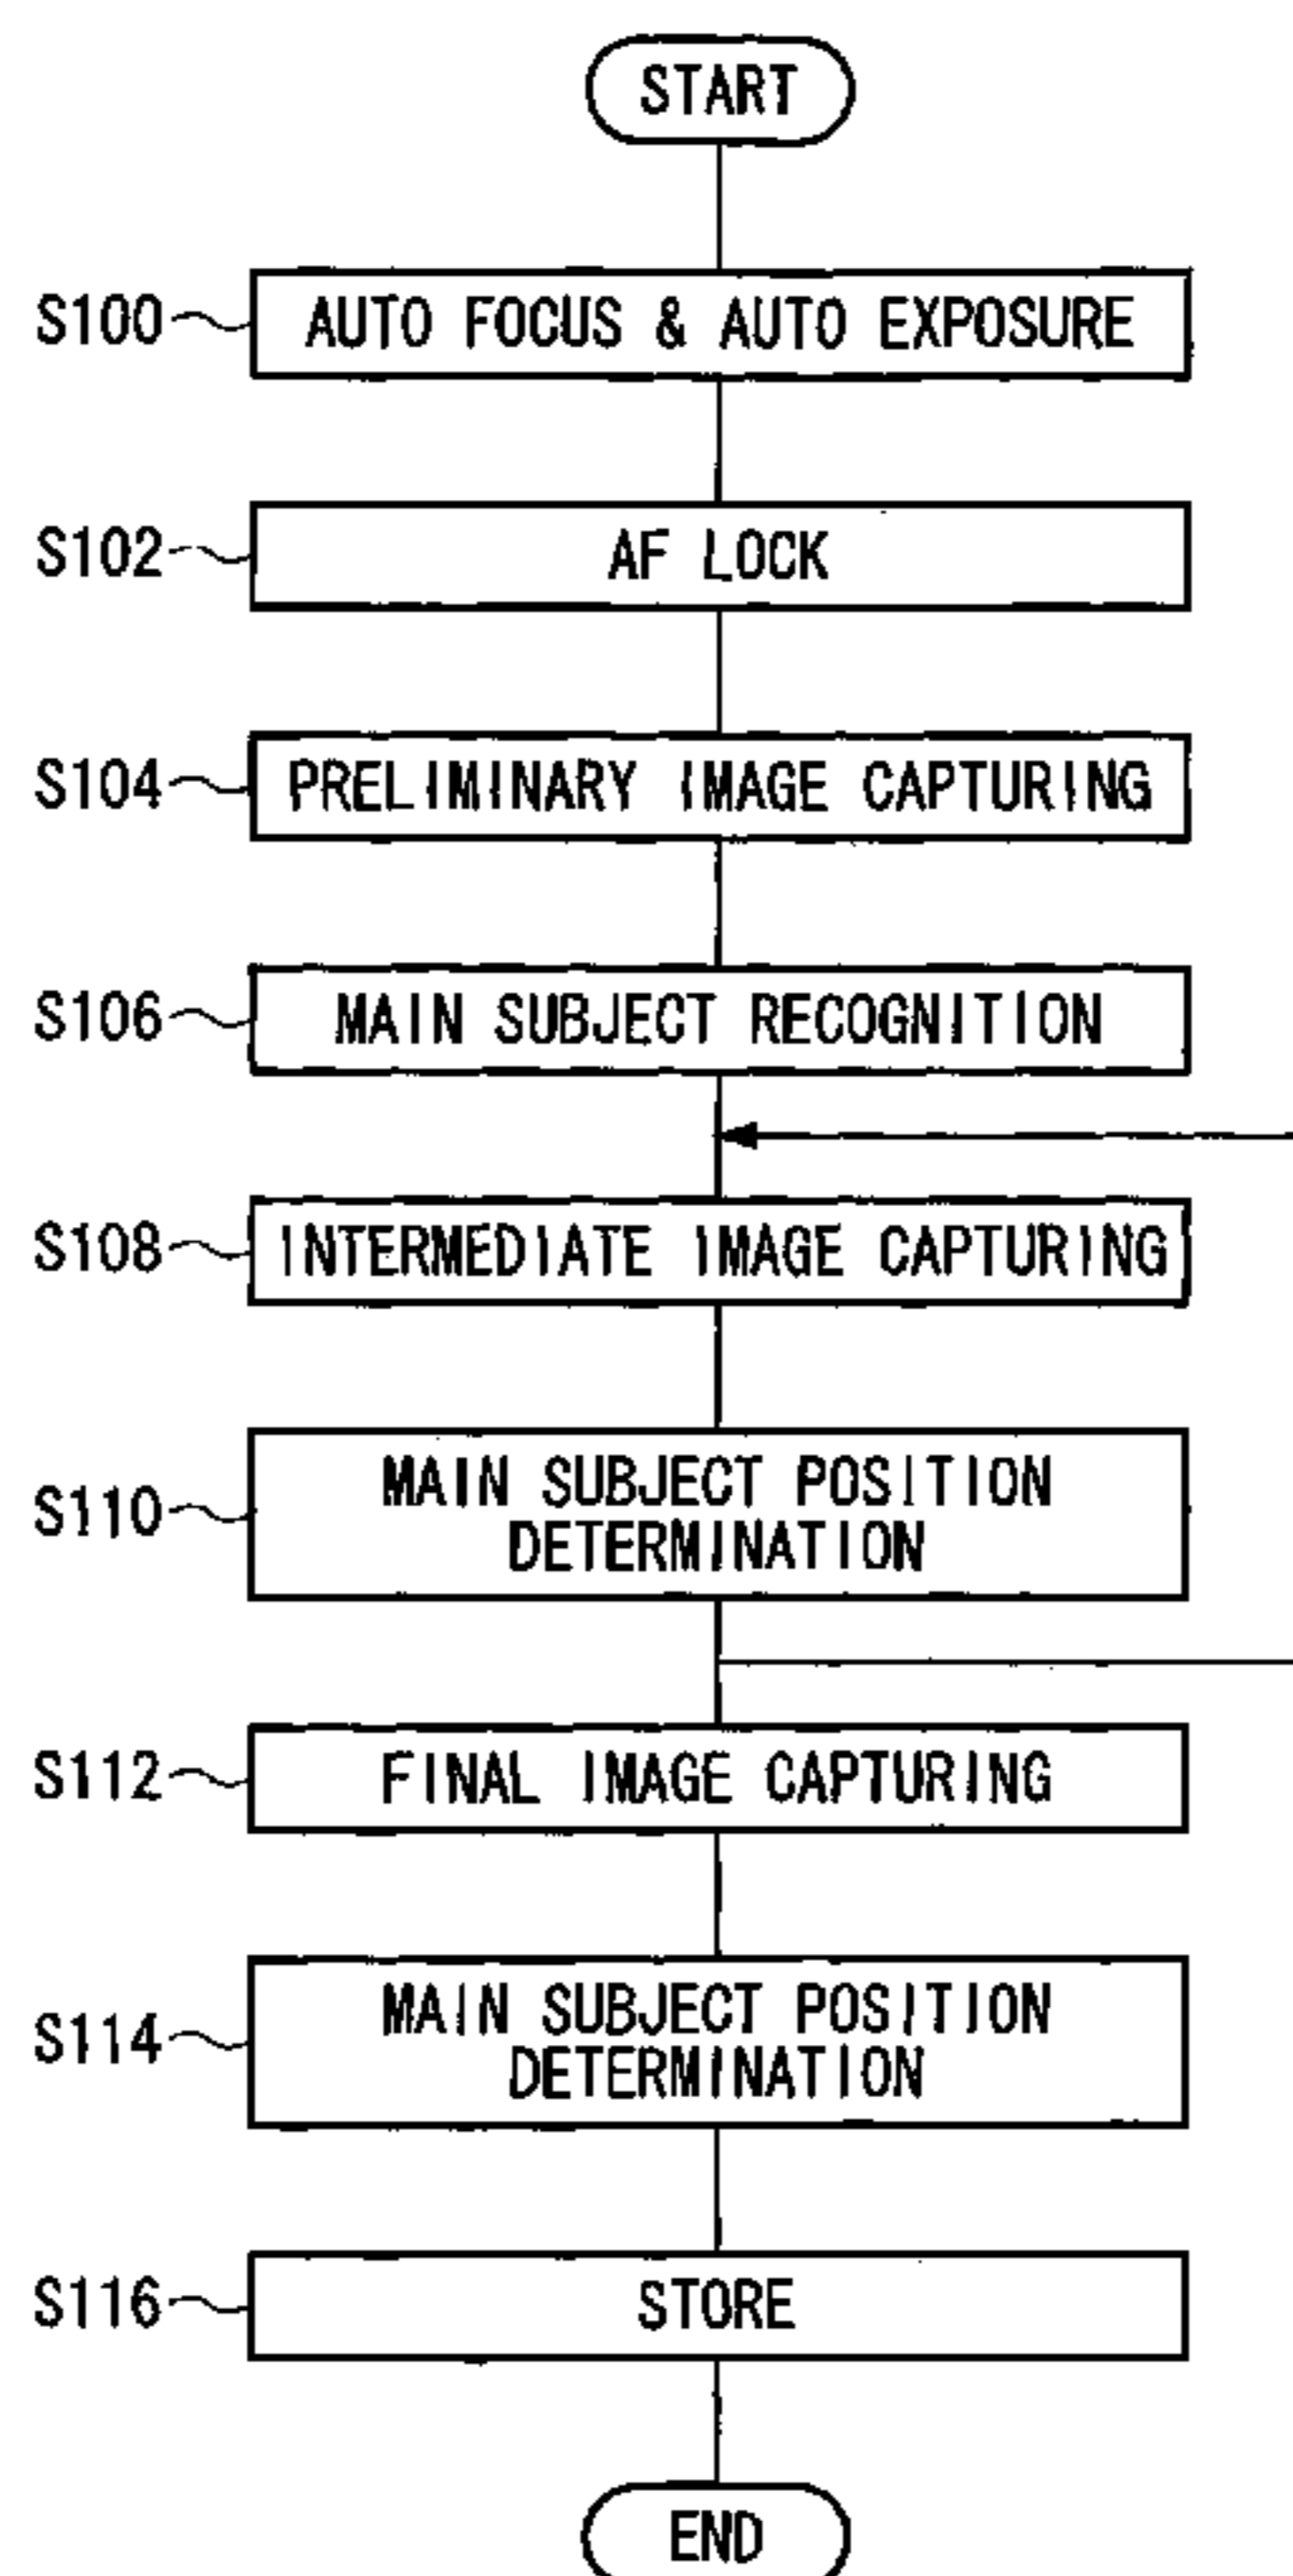 START
S100
AUTO FOCUS & AUTO EXPOSURE
S102
AF LOCK
S104
PRELIMINARY IMAGE CAPTURING
S106
MAIN SUBJECT RECOGNITION
S108
INTERMEDIATE IMAGE CAPTURING
S110
MAIN SUBJECT POSITION
DETERMINATION
S112
FINAL IMAGE CAPTURING
S114
MAIN SUBJECT POSITION
DETERMINATION
S116
STORE
END